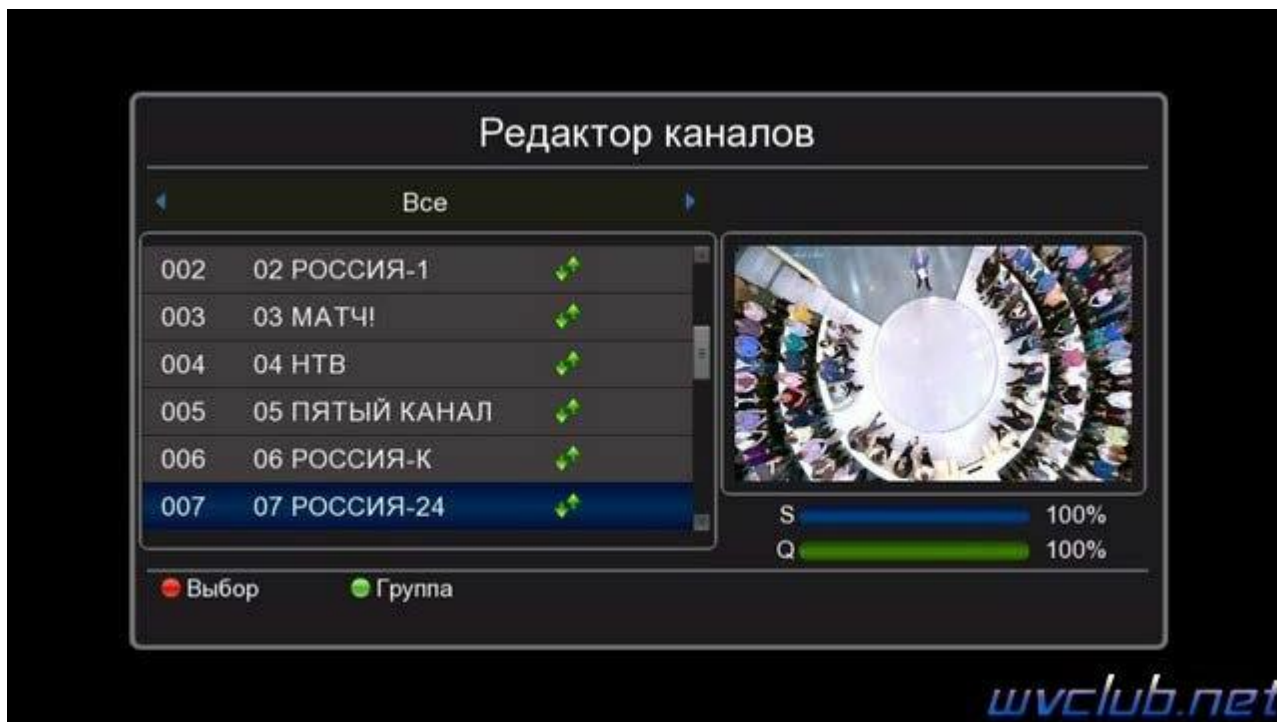 Редактор каналов
Все
002 02 РОССИЯ-1
003 03 МАТЧ!
004 04 НТВ
005 05 ПЯТЫЙ КАНАЛ
006 06 РОССИЯ-К
007 07 РОССИЯ-24
S 100%
Q 100%
Выбор Группа
wvclub.net